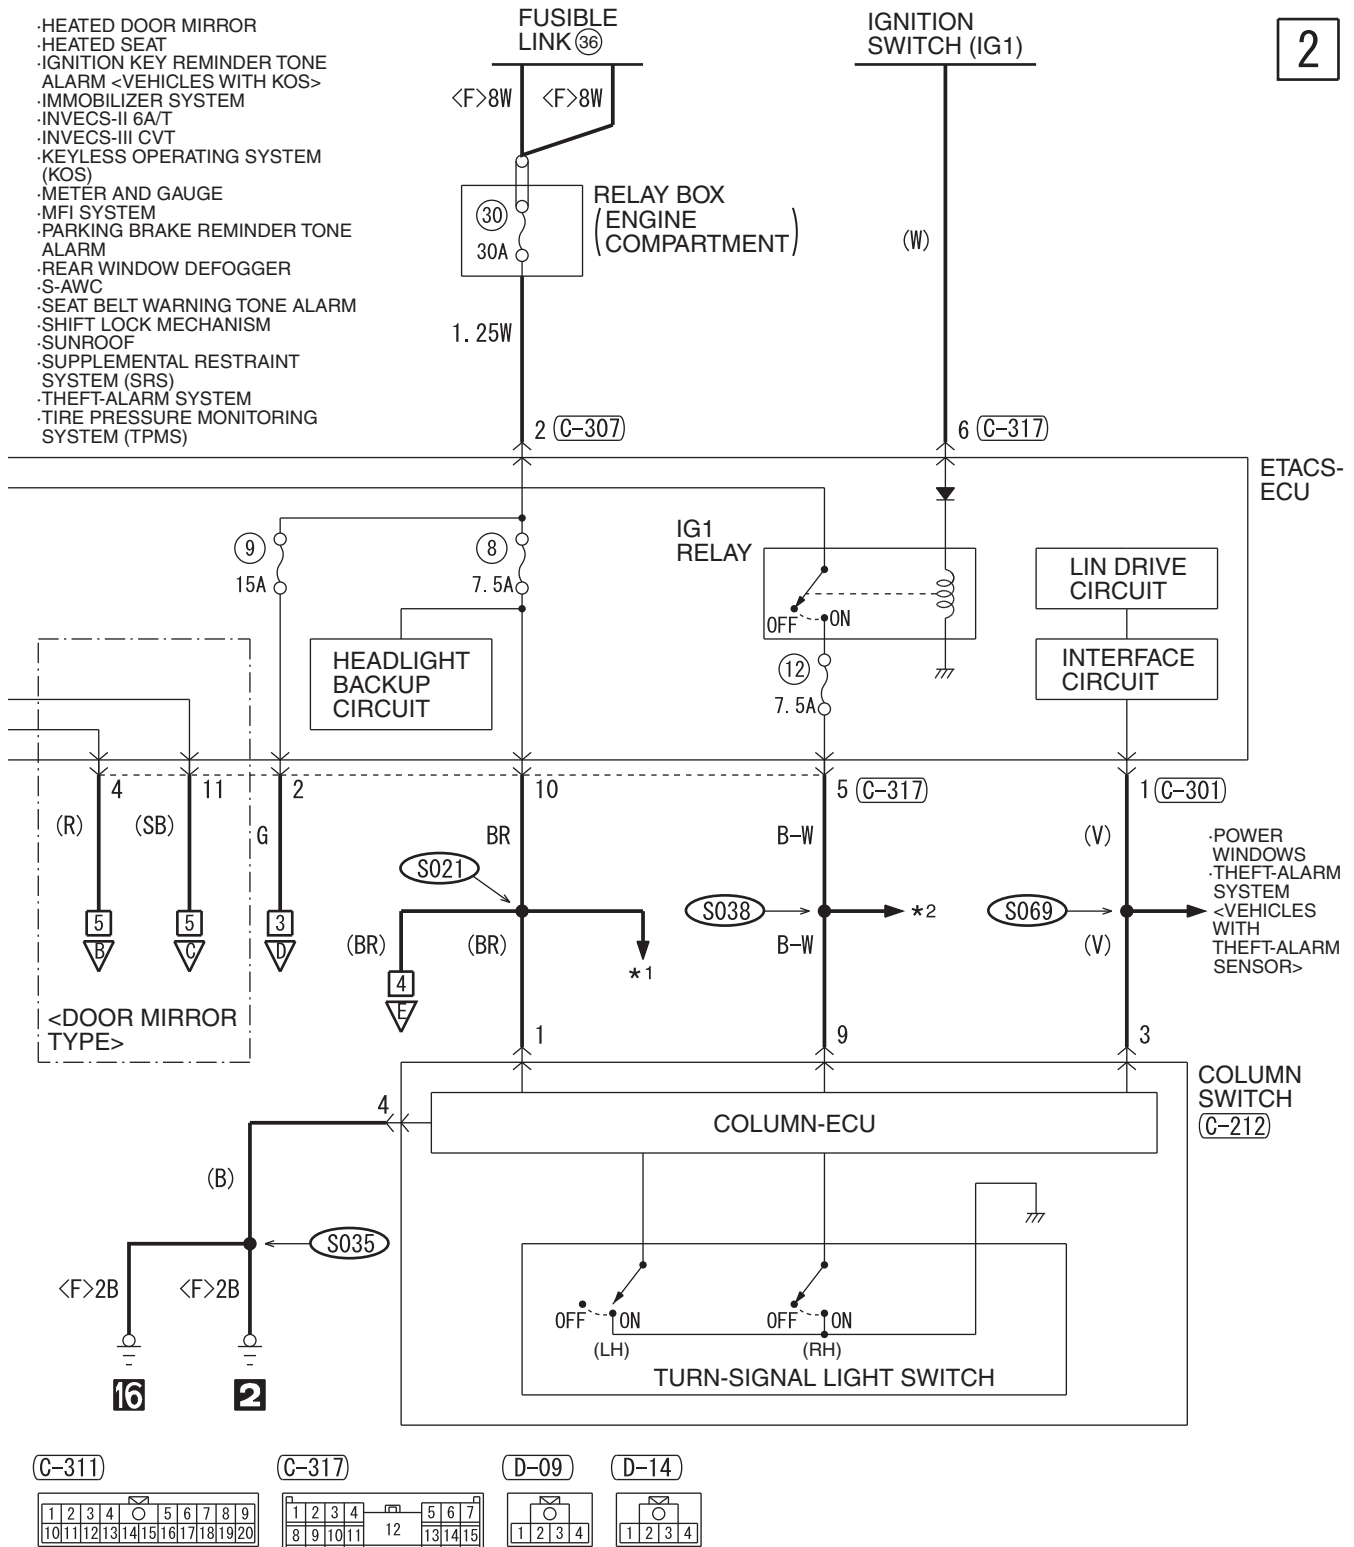 ·HEATED DOOR MIRROR
·HEATED SEAT
·IGNITION KEY REMINDER TONE
ALARM <VEHICLES WITH KOS>
·IMMOBILIZER SYSTEM
·INVECS-II 6A/T
·INVECS-III CVT
·KEYLESS OPERATING SYSTEM
(KOS)
·METER AND GAUGE
·MFI SYSTEM
·PARKING BRAKE REMINDER TONE
ALARM
·REAR WINDOW DEFOGGER
·S-AWC
·SEAT BELT WARNING TONE ALARM
·SHIFT LOCK MECHANISM
·SUNROOF
·SUPPLEMENTAL RESTRAINT
SYSTEM (SRS)
·THEFT-ALARM SYSTEM
·TIRE PRESSURE MONITORING
SYSTEM (TPMS)
FUSIBLE
LINK 36
IGNITION
SWITCH (IG1)
2
<F>8W <F>8W
30
30A
RELAY BOX
(ENGINE
COMPARTMENT)
(W)
1.25W
2 (C-307)
6 (C-317)
ETACS-
ECU
9
15A
8
7.5A
IG1
RELAY
OFF ON
LIN DRIVE
CIRCUIT
INTERFACE
CIRCUIT
HEADLIGHT
BACKUP
CIRCUIT
12
7.5A
4 11 2 10 5 (C-317) 1 (C-301)
(R) (SB) G BR B-W (V)
S021
S038
*2
S069
·POWER
WINDOWS
·THEFT-ALARM
SYSTEM
<VEHICLES
WITH
THEFT-ALARM
SENSOR>
5 5 3
B C D
(BR) (BR) B-W (V)
*1
4
E
<DOOR MIRROR
TYPE>
1 9 3
COLUMN
SWITCH
(C-212)
4
COLUMN-ECU
(B)
S035
<F>2B <F>2B
16 2
OFF ON
(LH)
OFF ON
(RH)
TURN-SIGNAL LIGHT SWITCH
(C-311) (C-317) (D-09) (D-14)
1 2 3 4 5 6 7 8 9
10 11 12 13 14 15 16 17 18 19 20
1 2 3 4 5 6 7
8 9 10 11 12 13 14 15
1 2 3 4
1 2 3 4